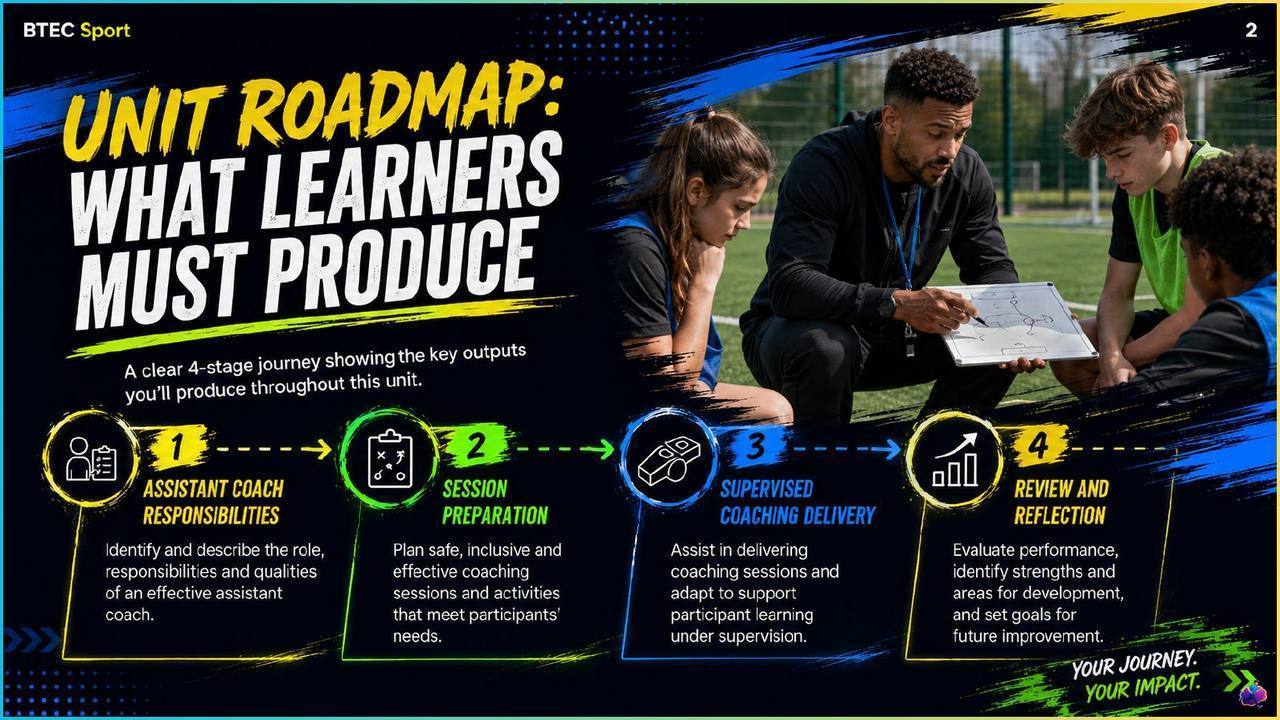 BTEC Sport
2
UNIT ROADMAP:
WHAT LEARNERS
MUST PRODUCE
A clear 4-stage journey showing the key outputs
you'll produce throughout this unit.
1
ASSISTANT COACH
RESPONSIBILITIES
Identify and describe the role,
responsibilities and qualities
of an effective assistant
coach.
2
SESSION
PREPARATION
Plan safe, inclusive and
effective coaching
sessions and activities
that meet participants'
needs.
3
SUPERVISED
COACHING DELIVERY
Assist in delivering
coaching sessions and
adapt to support
participant learning
under supervision.
4
REVIEW AND
REFLECTION
Evaluate performance,
identify strengths and
areas for development,
and set goals for
future improvement.
YOUR JOURNEY.
YOUR IMPACT.